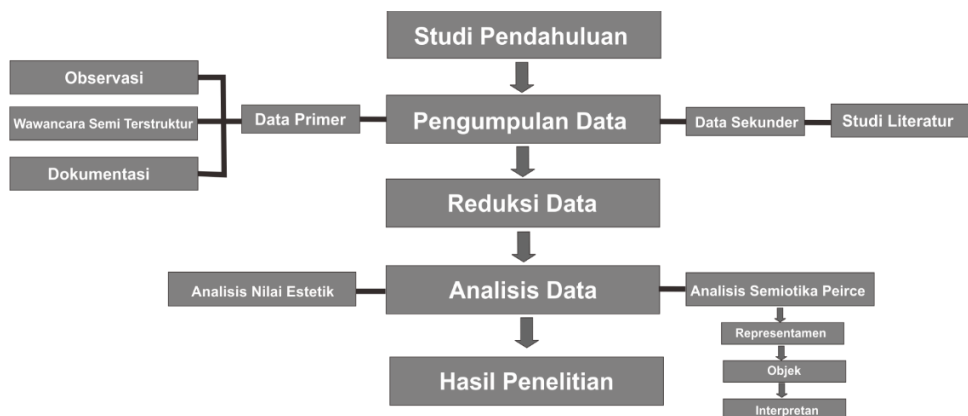 Studi Pendahuluan
Observasi
Wawancara Semi Terstruktur
Dokumentasi
Data Primer
Pengumpulan Data
Data Sekunder
Studi Literatur
Reduksi Data
Analisis Nilai Estetik
Analisis Data
Analisis Semiotika Peirce
Representamen
Objek
Interpretan
Hasil Penelitian